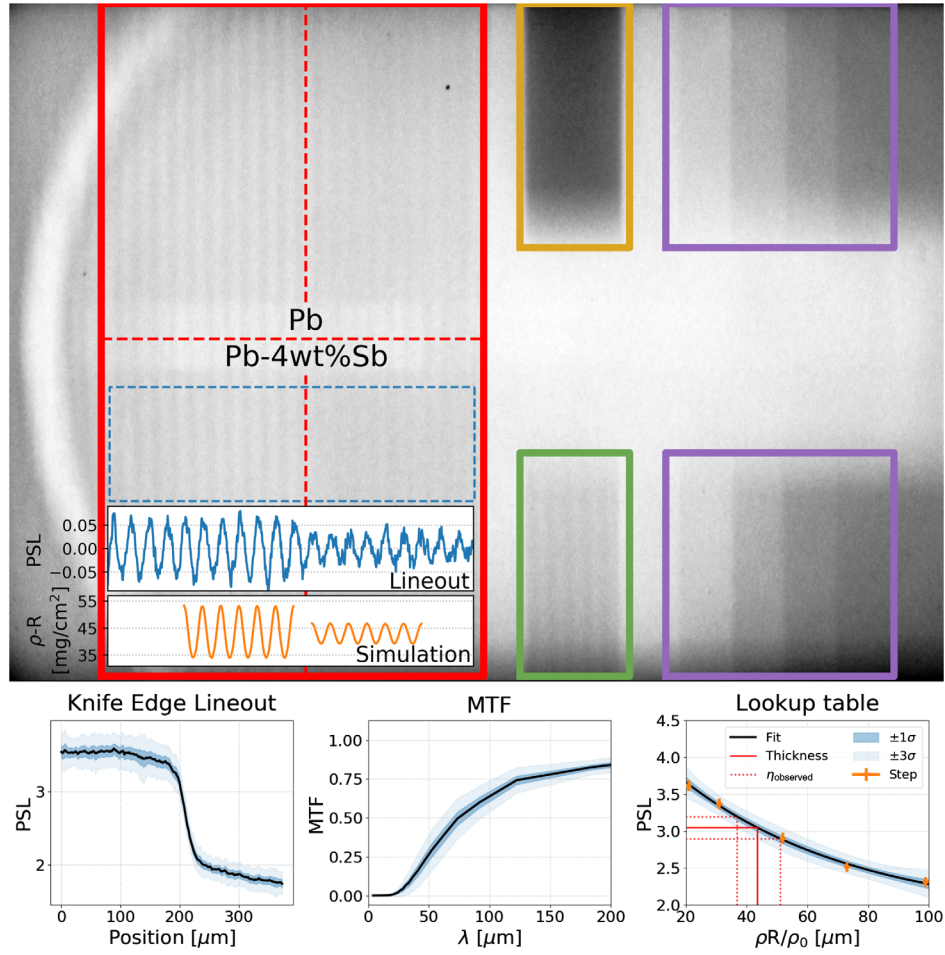 Pb
Pb-4wt%Sb
PSL
0.05
0.00
−0.05
Lineout
ρ-R
[mg/cm²]
55
45
35
Simulation
Knife Edge Lineout
PSL
3
2
0
100
200
300
Position [μm]
MTF
MTF
1.00
0.75
0.50
0.25
0.00
0
50
100
150
200
λ [μm]
Lookup table
PSL
4.5
4.0
3.5
3.0
2.5
2.0
Fit
Thickness
ηobserved
±1σ
±3σ
Step
20
40
60
80
100
ρR/ρ₀ [μm]